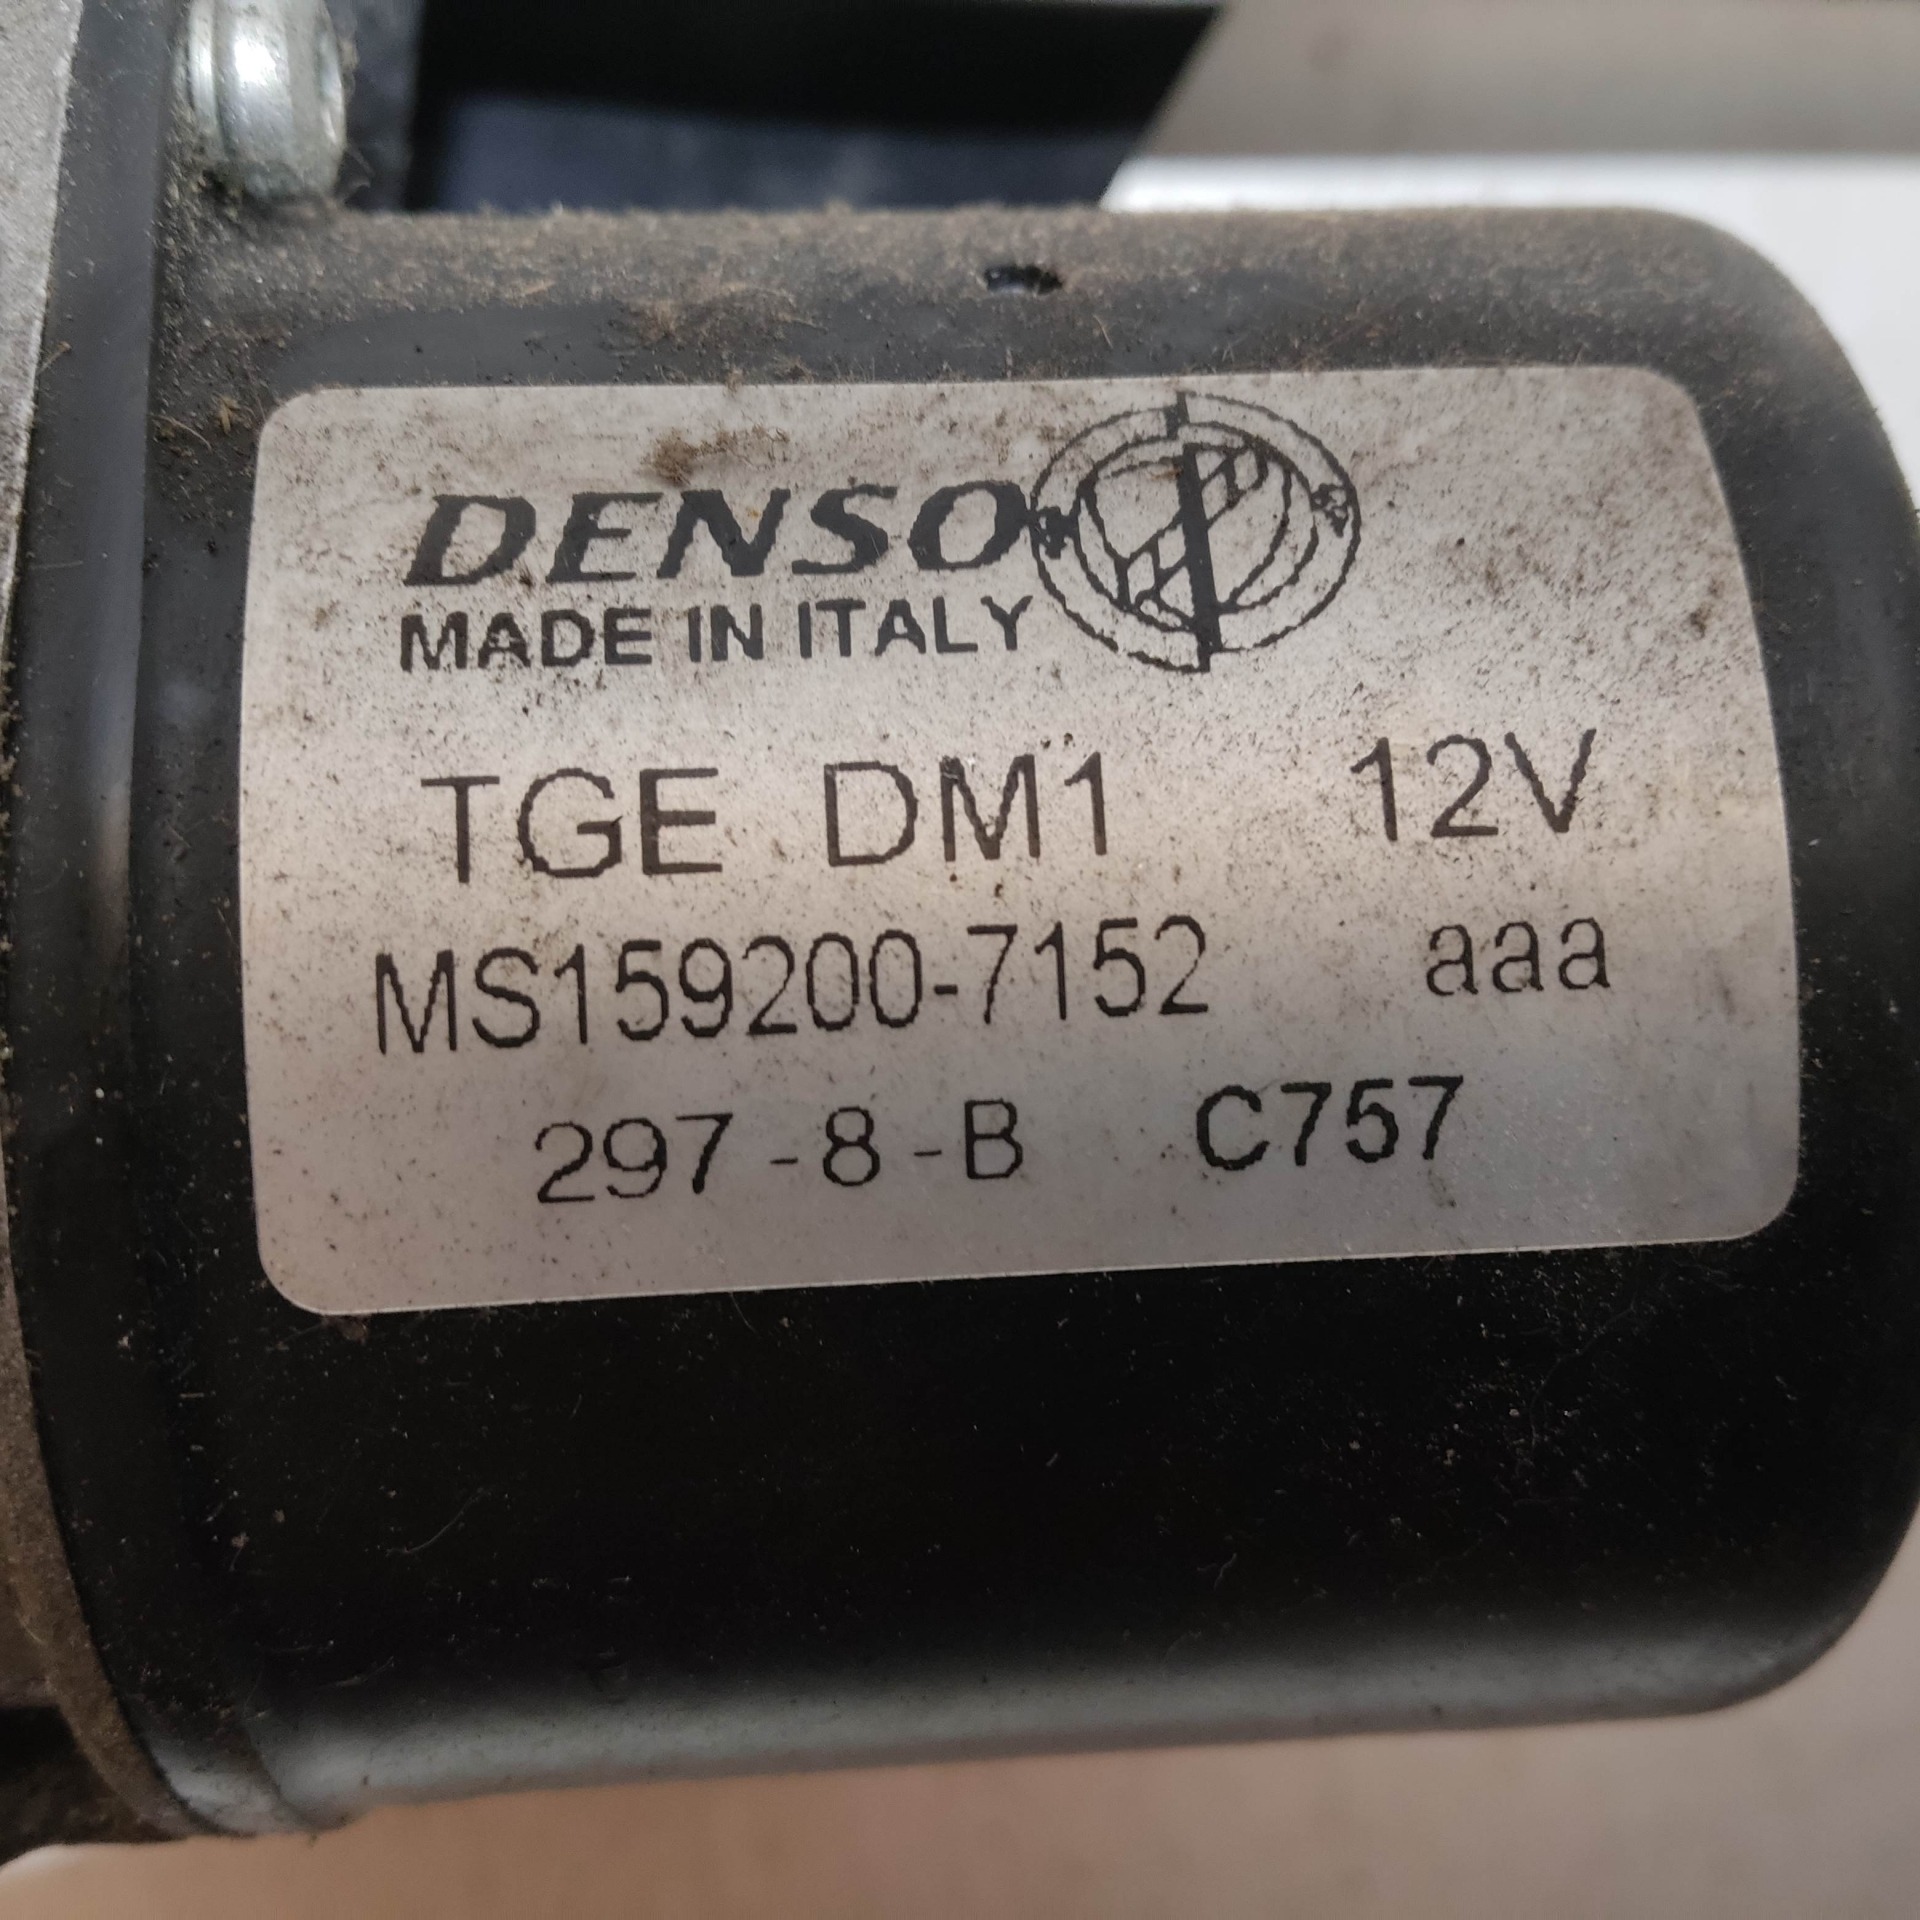 DENSO
MADE IN ITALY
TGE DM1 12V
MS159200-7152 aaa
297-8-B C757